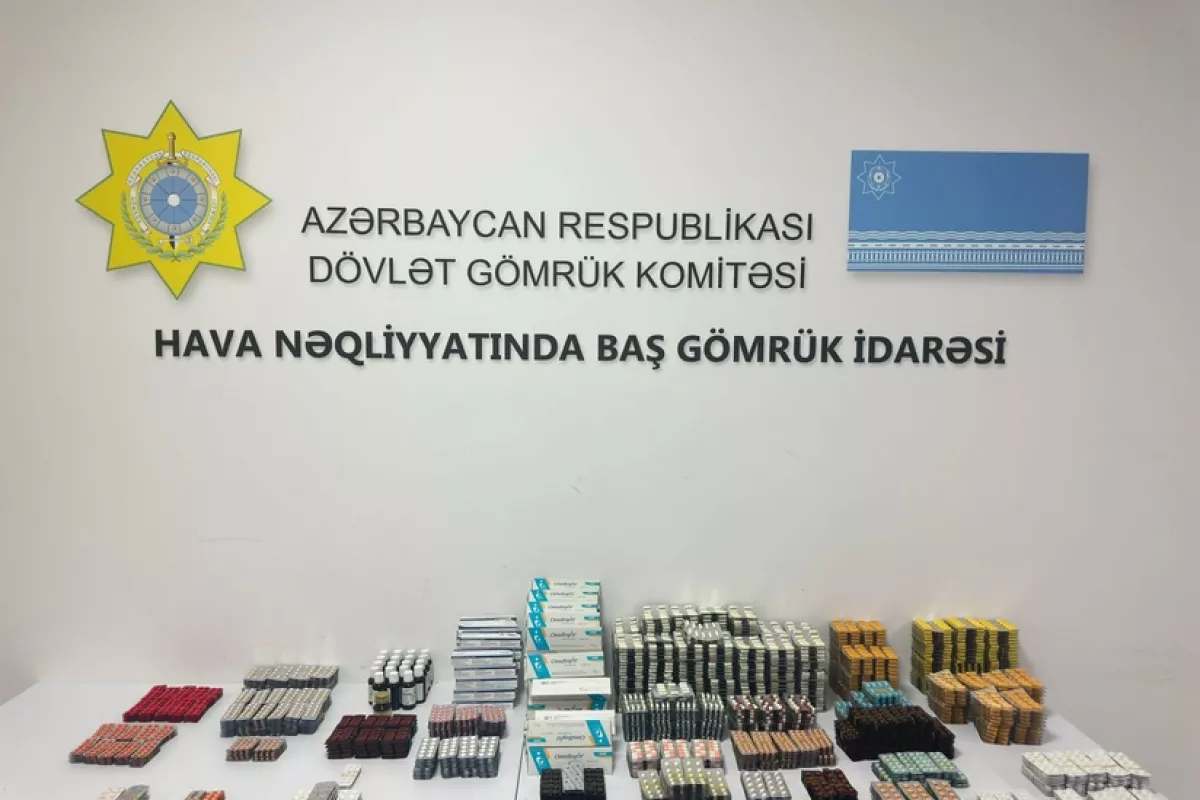 AZƏRBAYCAN RESPUBLİKASI
DÖVLƏT GÖMRÜK KOMİTƏSİ
HAVA NƏQLİYYATINDA BAŞ GÖMRÜK İDARƏSİ